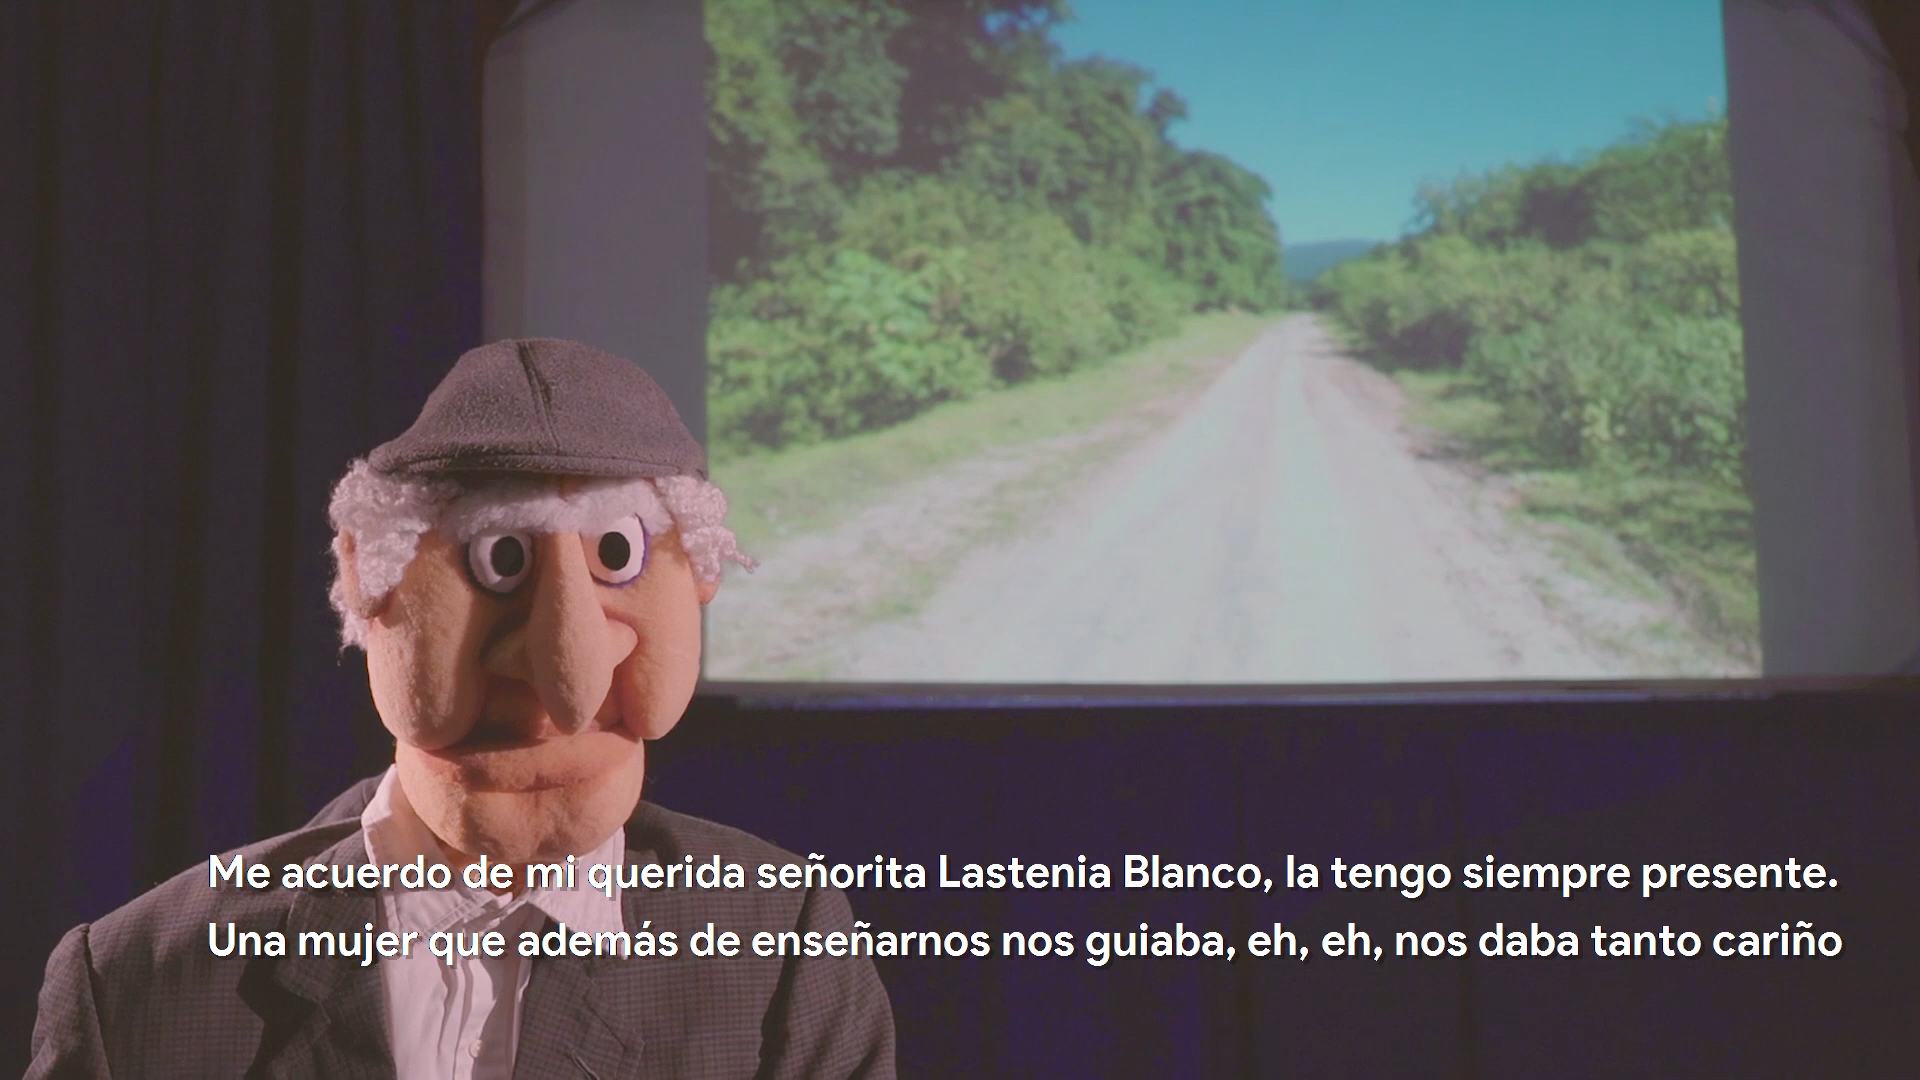 Me acuerdo de mi querida señorita Lastenia Blanco, la tengo siempre presente.
Una mujer que además de enseñarnos nos guiaba, eh, eh, nos daba tanto cariño